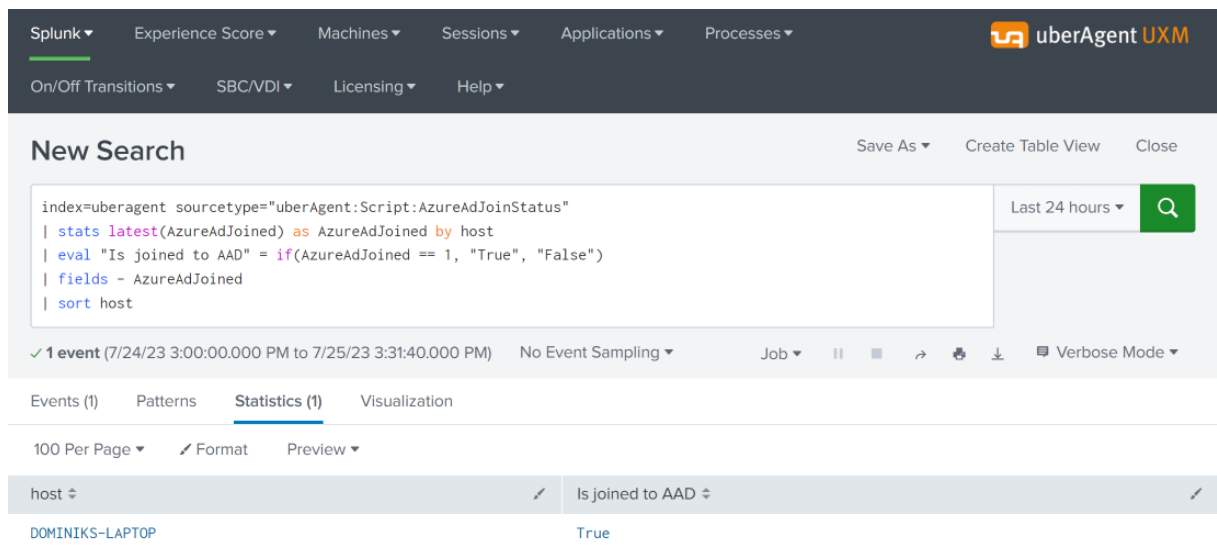 Splunk Experience Score Machines Sessions Applications Processes uberAgent UXM
On/Off Transitions SBC/VDI Licensing Help
New Search Save As Create Table View Close
index=uberagent sourcetype="uberAgent:Script:AzureAdJoinStatus" Last 24 hours
| stats latest(AzureAdJoined) as AzureAdJoined by host
| eval "Is joined to AAD" = if(AzureAdJoined == 1, "True", "False")
| fields - AzureAdJoined
| sort host
1 event (7/24/23 3:00:00.000 PM to 7/25/23 3:31:40.000 PM) No Event Sampling Job Verbose Mode
Events (1) Patterns Statistics (1) Visualization
100 Per Page Format Preview
host Is joined to AAD
DOMINIKS-LAPTOP True